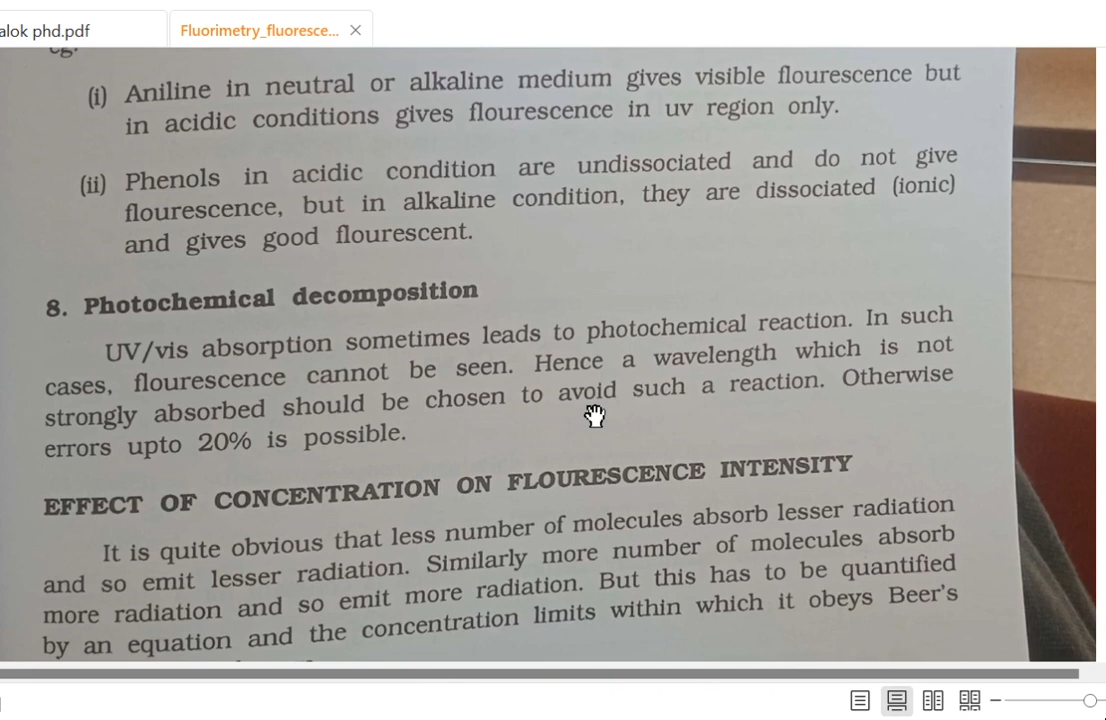 alok phd.pdf
Fluorimetry_fluoresce...
eg.
(i) Aniline in neutral or alkaline medium gives visible flourescence but
in acidic conditions gives flourescence in uv region only.
(ii) Phenols in acidic condition are undissociated and do not give
flourescence, but in alkaline condition, they are dissociated (ionic)
and gives good flourescent.
8. Photochemical decomposition
UV/vis absorption sometimes leads to photochemical reaction. In such
cases, flourescence cannot be seen. Hence a wavelength which is not
strongly absorbed should be chosen to avoid such a reaction. Otherwise
errors upto 20% is possible.
EFFECT OF CONCENTRATION ON FLOURESCENCE INTENSITY
It is quite obvious that less number of molecules absorb lesser radiation
and so emit lesser radiation. Similarly more number of molecules absorb
more radiation and so emit more radiation. But this has to be quantified
by an equation and the concentration limits within which it obeys Beer's